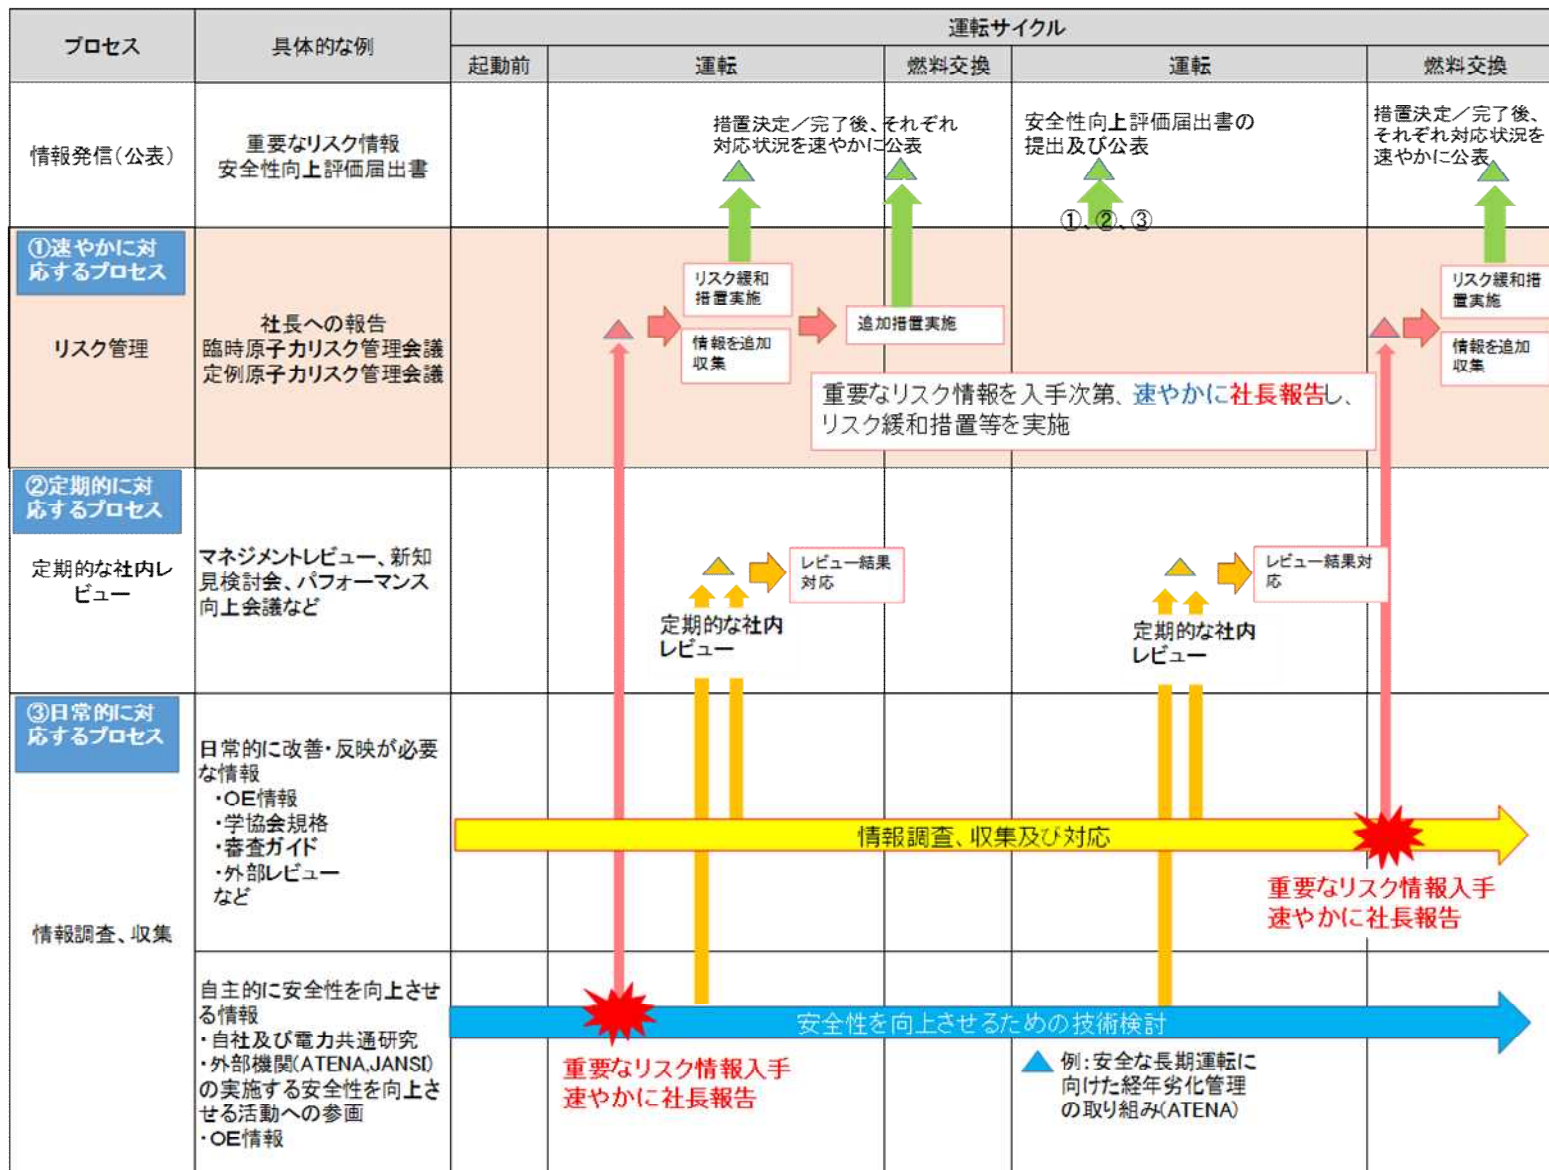 プロセス
具体的な例
運転サイクル
起動前
運転
燃料交換
運転
燃料交換
情報発信(公表)
重要なリスク情報
安全性向上評価届出書
措置決定／完了後、それぞれ
対応状況を速やかに公表
安全性向上評価届出書の
提出及び公表
措置決定／完了後、
それぞれ対応状況を
速やかに公表
①、②、③
①速やかに対
応するプロセス
リスク管理
社長への報告
臨時原子力リスク管理会議
定例原子力リスク管理会議
リスク緩和
措置実施
情報を追加
収集
追加措置実施
リスク緩和措
置実施
情報を追加
収集
重要なリスク情報を入手次第、速やかに社長報告し、
リスク緩和措置等を実施
②定期的に対
応するプロセス
定期的な社内レ
ビュー
マネジメントレビュー、新知
見検討会、パフォーマンス
向上会議など
レビュー結果
対応
定期的な社内
レビュー
レビュー結果対
応
定期的な社内
レビュー
③日常的に対
応するプロセス
情報調査、収集
日常的に改善・反映が必要
な情報
・OE情報
・学協会規格
・審査ガイド
・外部レビュー
など
情報調査、収集及び対応
重要なリスク情報入手
速やかに社長報告
自主的に安全性を向上させ
る情報
・自社及び電力共通研究
・外部機関(ATENA,JANSI)
の実施する安全性を向上さ
せる活動への参画
・OE情報
安全性を向上させるための技術検討
重要なリスク情報入手
速やかに社長報告
例：安全な長期運転に
向けた経年劣化管理
の取り組み(ATENA)